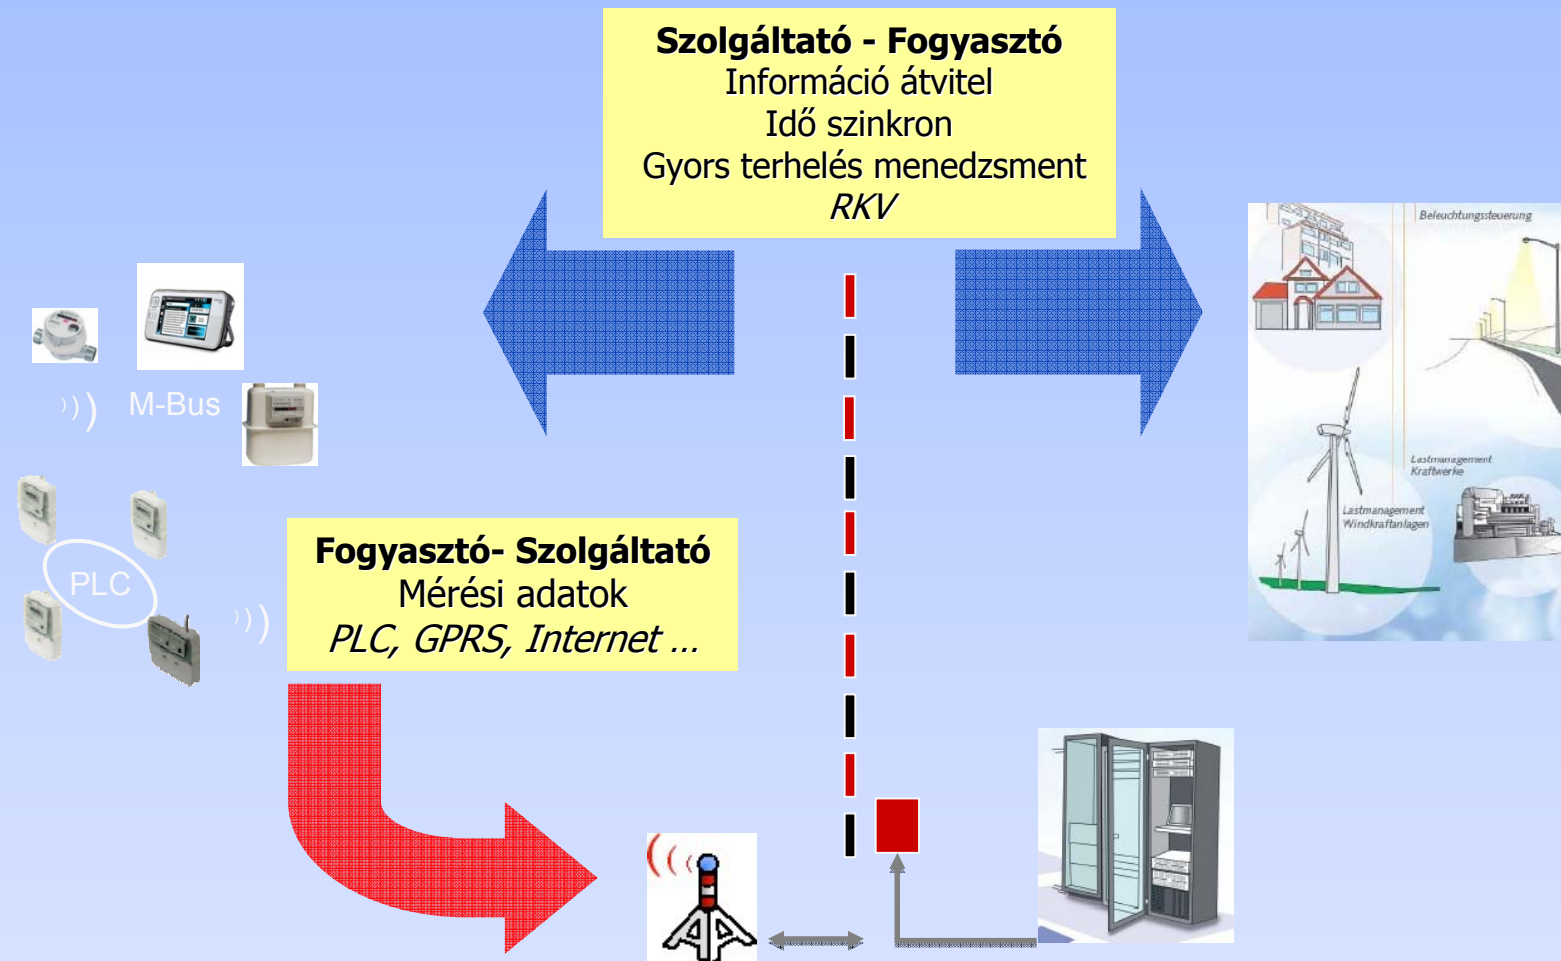 Szolgáltató - Fogyasztó
Információ átvitel
Idő szinkron
Gyors terhelés menedzsment
RKV
Beleuchtungssteuerung
M-Bus
Lastmanagement
Kraftwerke
Lastmanagement
Windkraftanlagen
PLC
Fogyasztó- Szolgáltató
Mérési adatok
PLC, GPRS, Internet ...